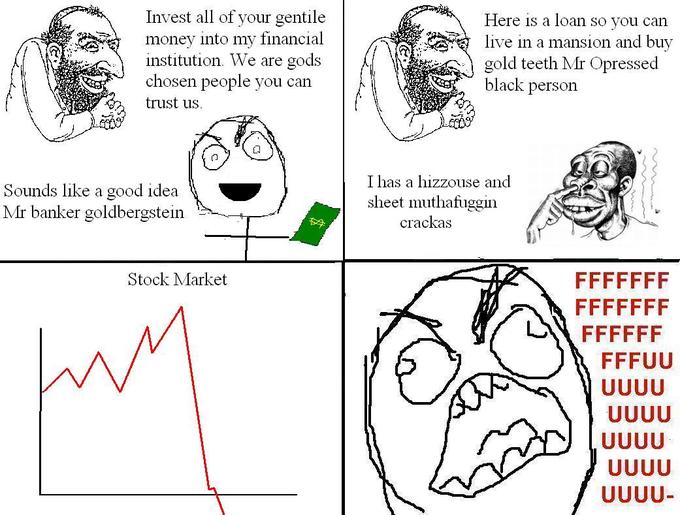 Invest all of your gentile
money into my financial
institution. We are gods
chosen people you can
trust us.
Sounds like a good idea
Mr banker goldbergstein
Here is a loan so you can
live in a mansion and buy
gold teeth Mr Opressed
black person
I has a hizzouse and
sheet muthafuggin
crackas
Stock Market
FFFFFFF
FFFFFFF
FFFFFF
FFFUU
UUUU
UUUU
UUUU
UUUU
UUUU-